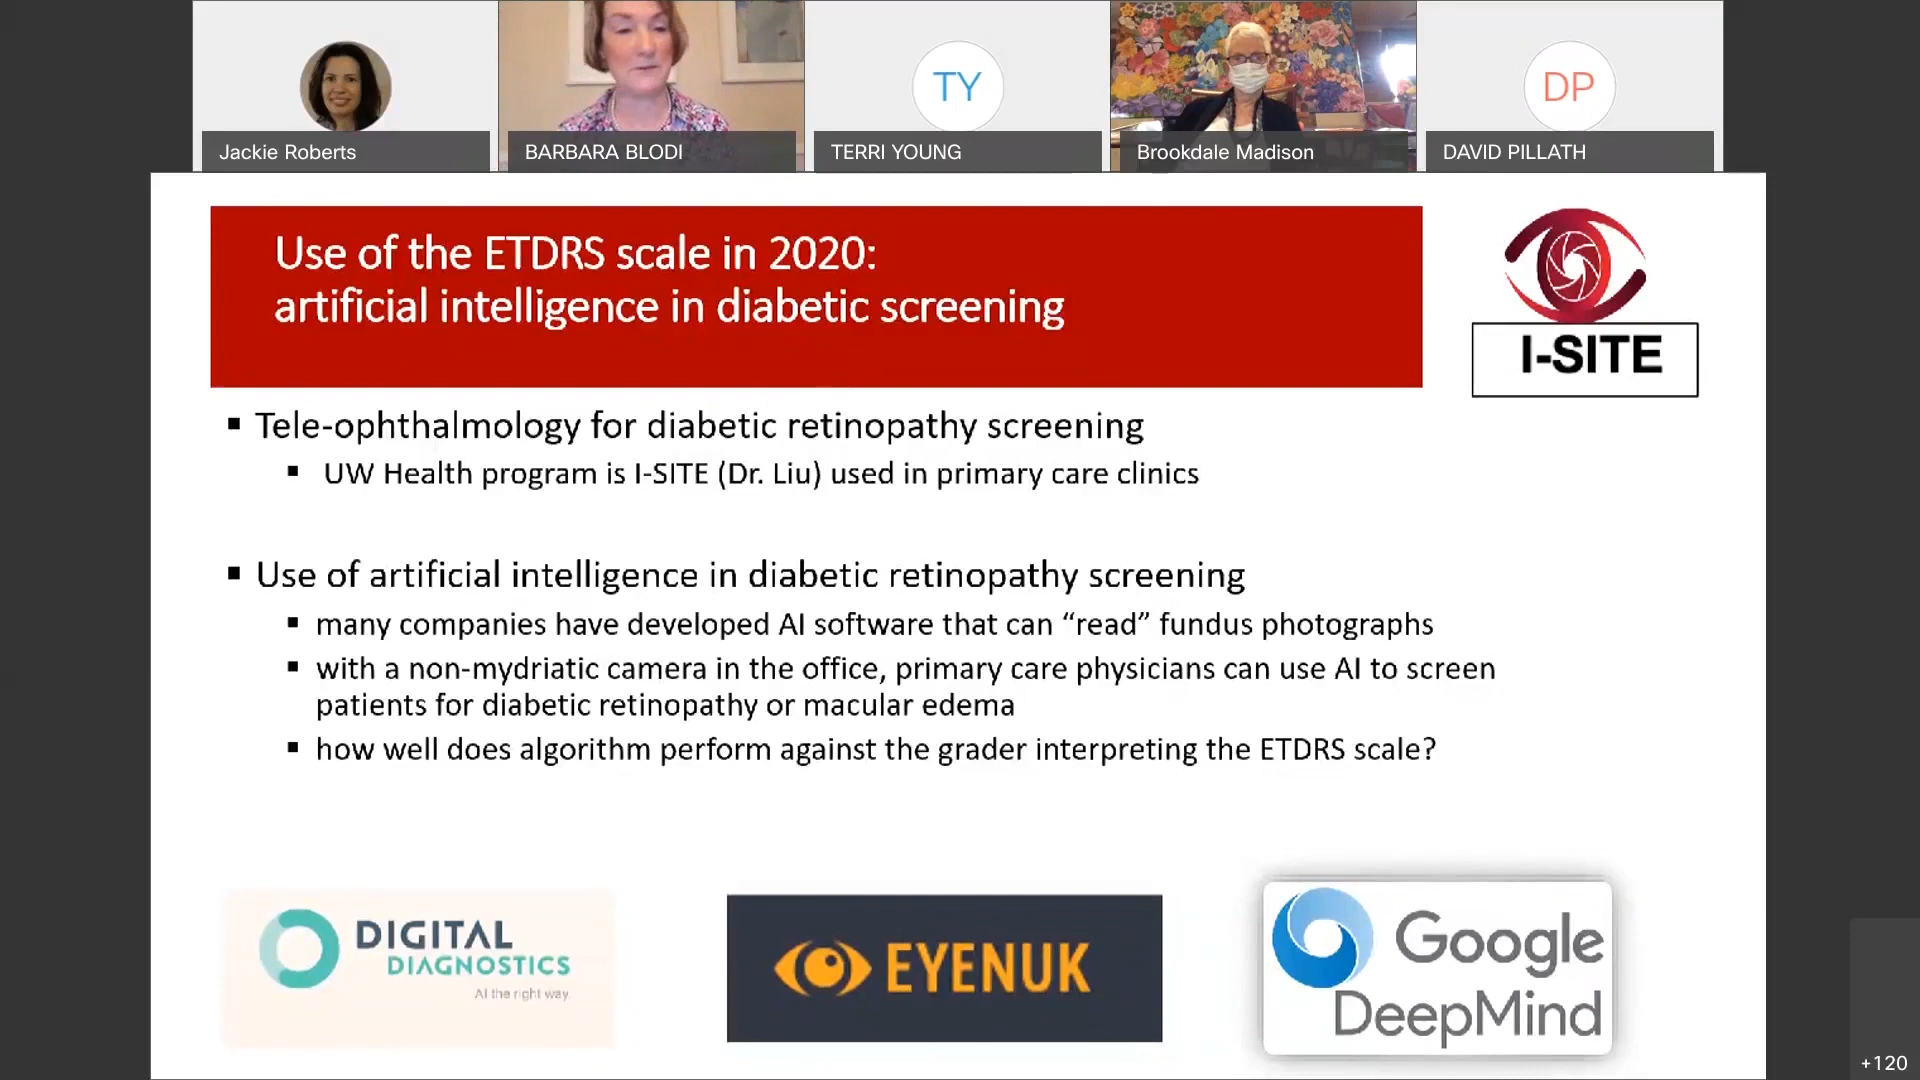 TY
DP
Jackie Roberts
BARBARA BLODI
TERRI YOUNG
Brookdale Madison
DAVID PILLATH
Use of the ETDRS scale in 2020:
artificial intelligence in diabetic screening
I-SITE
▪ Tele-ophthalmology for diabetic retinopathy screening
▪ UW Health program is I-SITE (Dr. Liu) used in primary care clinics
▪ Use of artificial intelligence in diabetic retinopathy screening
▪ many companies have developed AI software that can “read” fundus photographs
▪ with a non-mydriatic camera in the office, primary care physicians can use AI to screen
patients for diabetic retinopathy or macular edema
▪ how well does algorithm perform against the grader interpreting the ETDRS scale?
DIGITAL
DIAGNOSTICS
AI the right way.
EYENUK
Google
DeepMind
+120